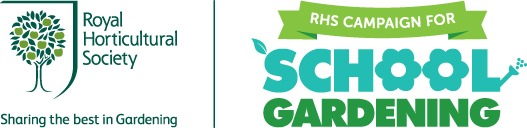 Royal
Horticultural
Society
Sharing the best in Gardening
RHS CAMPAIGN FOR
SCHOOL
GARDENING